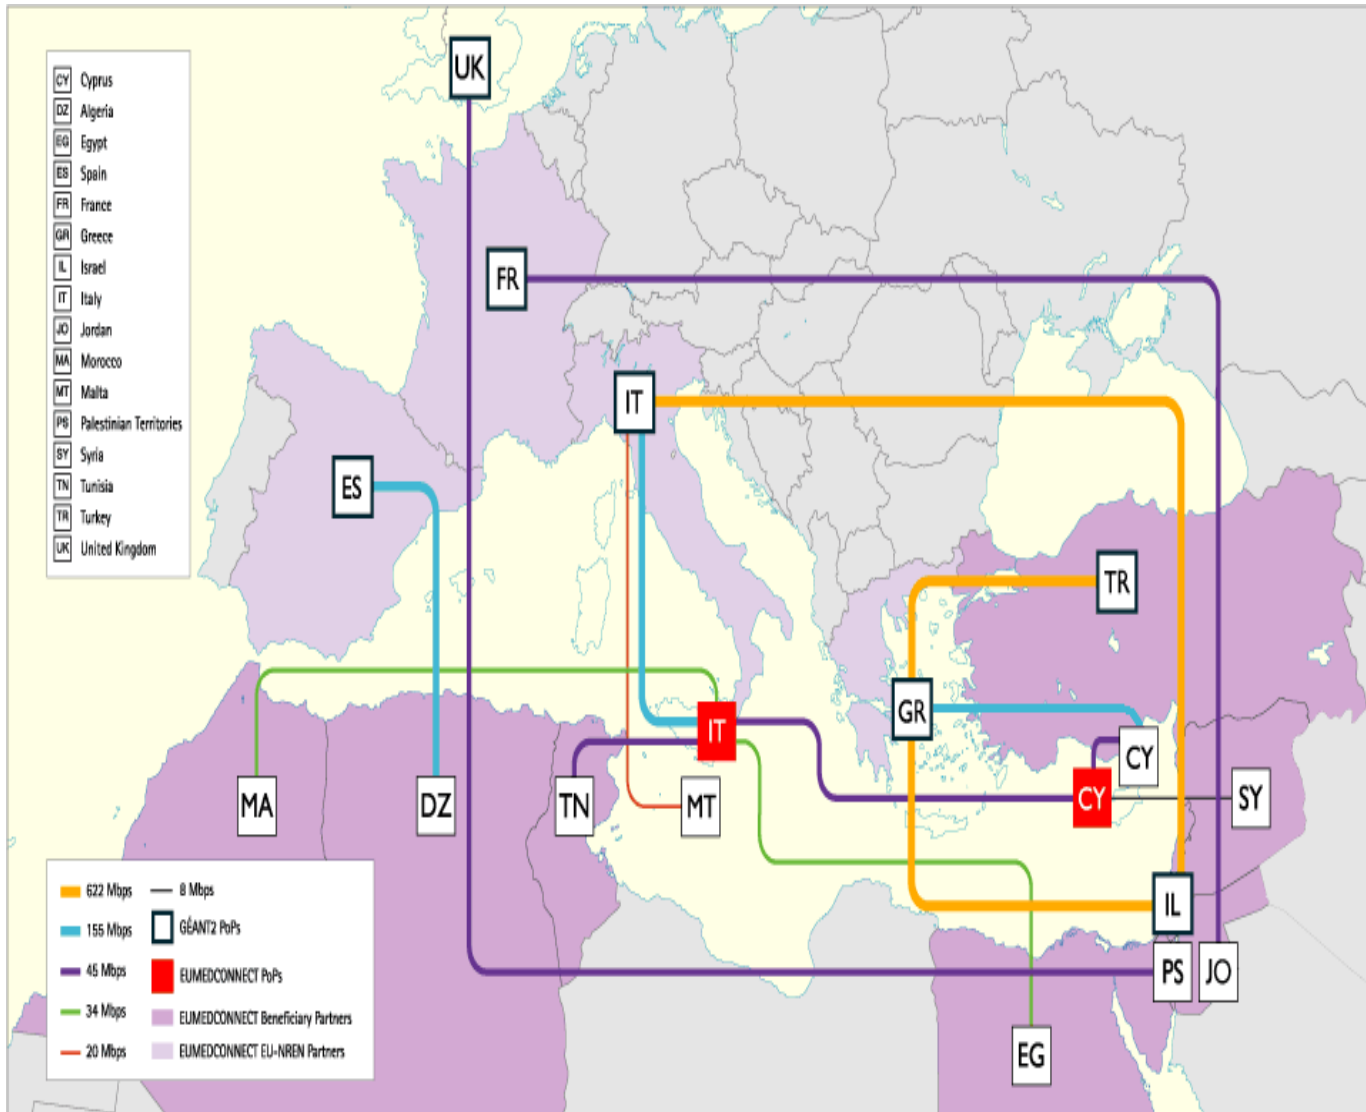 UK
CY Cyprus
DZ Algeria
EG Egypt
ES Spain
FR France
GR Greece
IL Israel
IT Italy
JO Jordan
MA Morocco
MT Malta
PS Palestinian Territories
SY Syria
TN Tunisia
TR Turkey
UK United Kingdom
FR
IT
ES
TR
GR
IT
CY
MA
DZ
TN
MT
CY
SY
IL
PS
JO
EG
622 Mbps
155 Mbps
45 Mbps
34 Mbps
20 Mbps
8 Mbps
GÉANT2 PoPs
EUMEDCONNECT PoPs
EUMEDCONNECT Beneficiary Partners
EUMEDCONNECT EU-NREN Partners